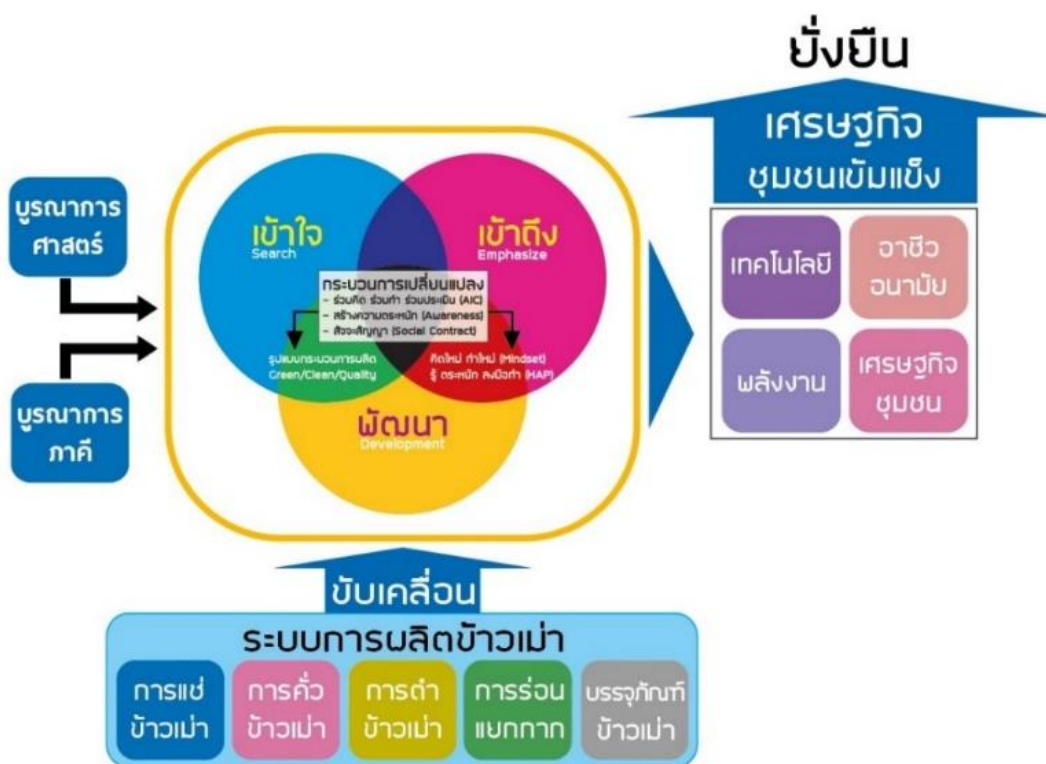 ยั่งยืน
เศรษฐกิจ
ชุมชนเข้มแข็ง
บูรณาการ
ศาสตร์
บูรณาการ
ภาคี
เข้าใจ
Search
เข้าถึง
Emphasize
กระบวนการเปลี่ยนแปลง
- ร่วมคิด ร่วมทำ ร่วมประเมิน (AIC)
- สร้างความตระหนัก (Awareness)
- สัจจะสัญญา (Social Contract)
รูปแบบกระบวนการผลิต
Green/Clean/Quality
คิดใหม่ ทำใหม่ (Mindset)
รู้ ตระหนัก ลงมือทำ (HAP)
พัฒนา
Development
เทคโนโลยี
อาชีว
อนามัย
พลังงาน
เศรษฐกิจ
ชุมชน
ขับเคลื่อน
ระบบการผลิตข้าวเม่า
การแช่
ข้าวเม่า
การคั่ว
ข้าวเม่า
การตำ
ข้าวเม่า
การร่อน
แยกกาก
บรรจุภัณฑ์
ข้าวเม่า